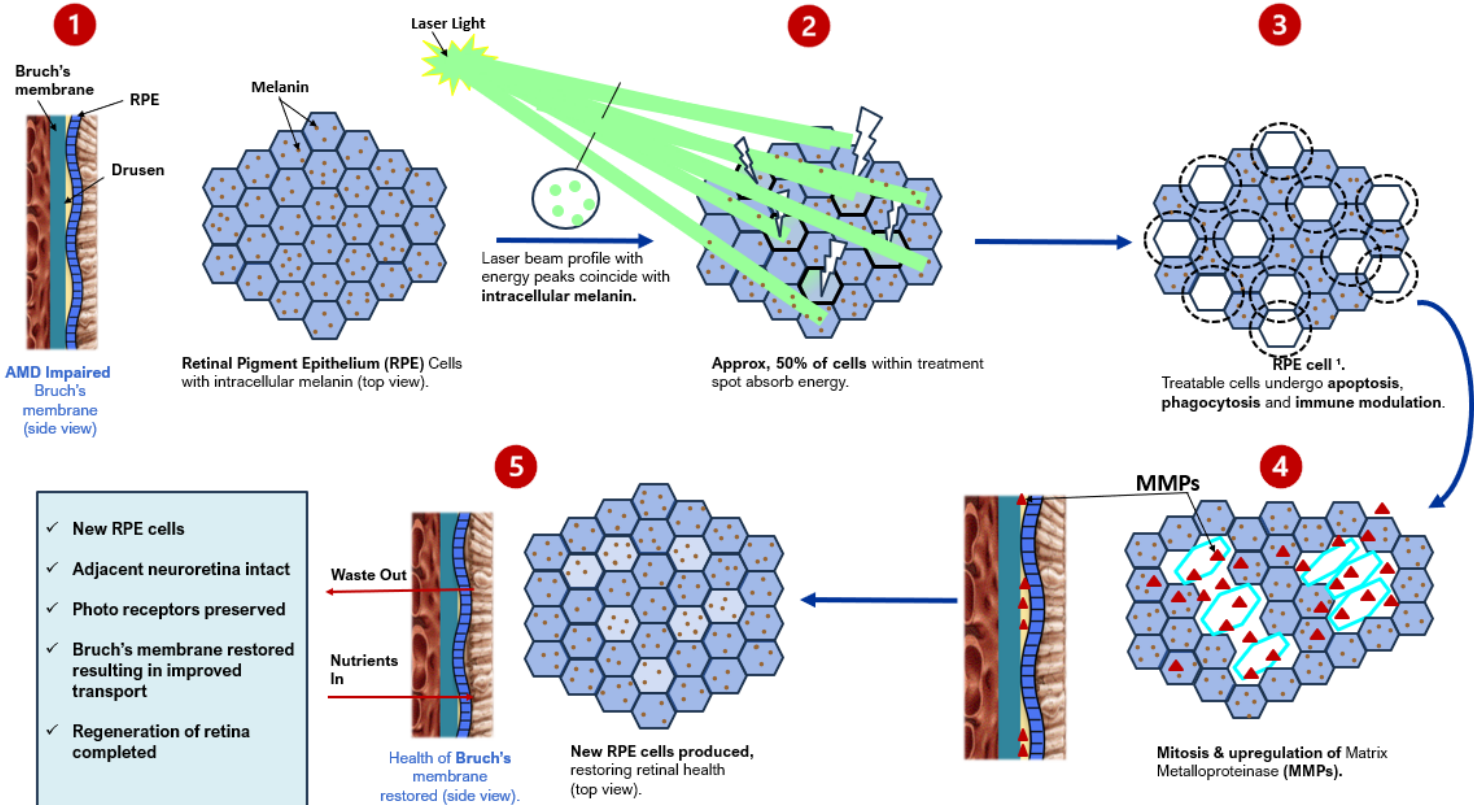 1
Bruch's
membrane
RPE
Drusen
AMD Impaired
Bruch's
membrane
(side view)
Melanin
Retinal Pigment Epithelium (RPE) Cells
with intracellular melanin (top view).
Laser Light
Laser beam profile with
energy peaks coincide with
intracellular melanin.
2
Approx, 50% of cells within treatment
spot absorb energy.
3
RPE cell ¹.
Treatable cells undergo apoptosis,
phagocytosis and immune modulation.
4
MMPs
Mitosis & upregulation of Matrix
Metalloproteinase (MMPs).
5
New RPE cells produced,
restoring retinal health
(top view).
Waste Out
Nutrients
In
Health of Bruch's
membrane
restored (side view).
✓ New RPE cells
✓ Adjacent neuroretina intact
✓ Photo receptors preserved
✓ Bruch's membrane restored
resulting in improved
transport
✓ Regeneration of retina
completed